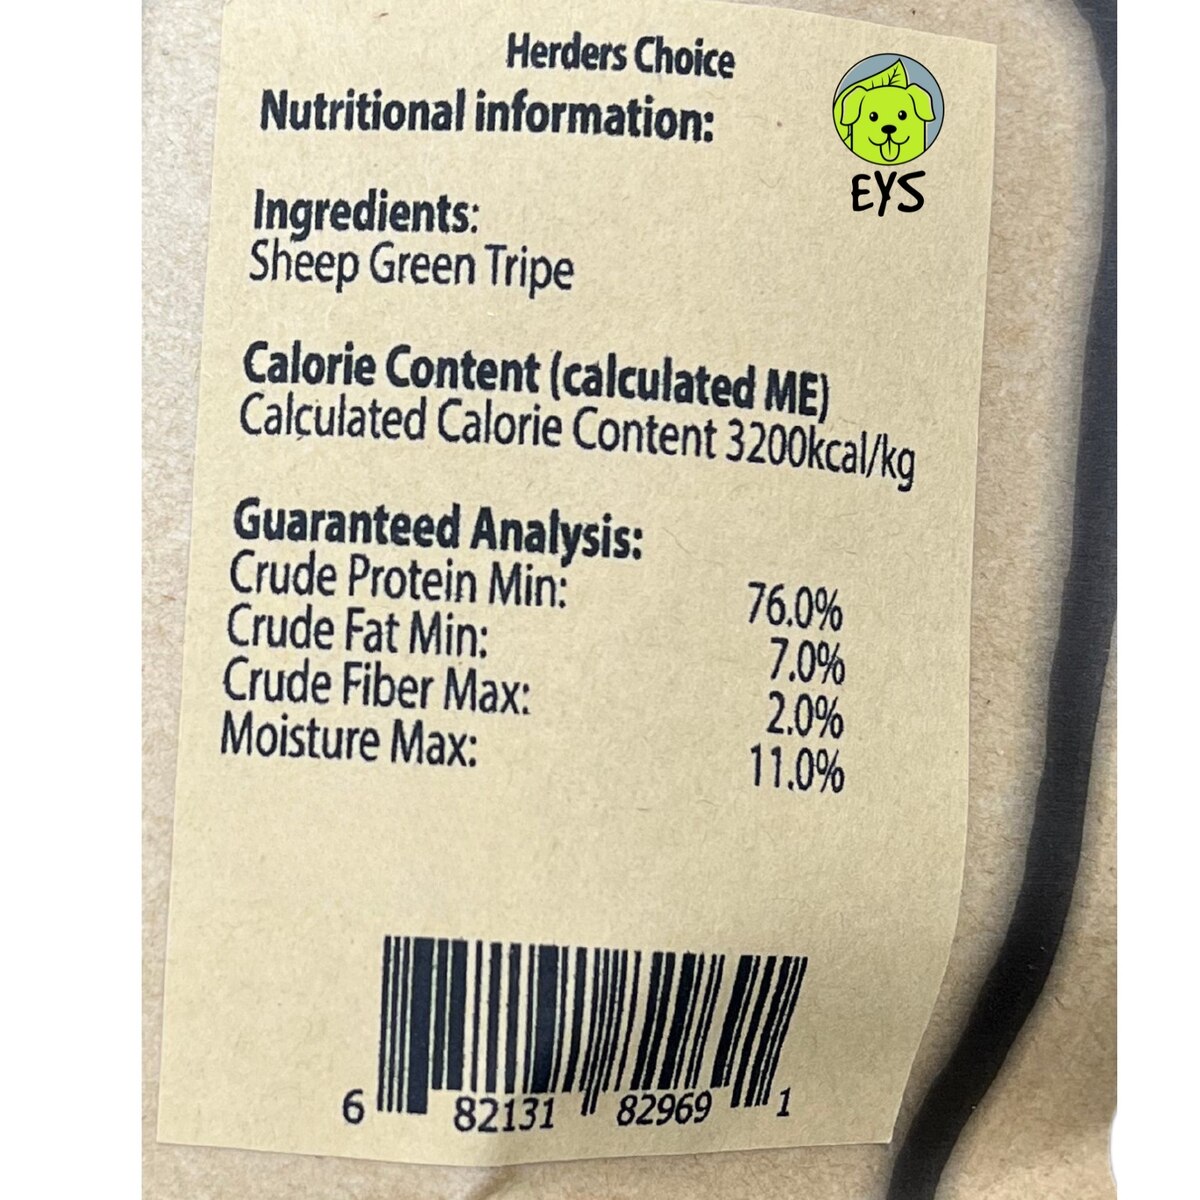 Herders Choice
Nutritional information:
EYS
Ingredients:
Sheep Green Tripe
Calorie Content (calculated ME)
Calculated Calorie Content 3200kcal/kg
Guaranteed Analysis:
Crude Protein Min: 76.0%
Crude Fat Min: 7.0%
Crude Fiber Max: 2.0%
Moisture Max: 11.0%
6 82131 82969 1